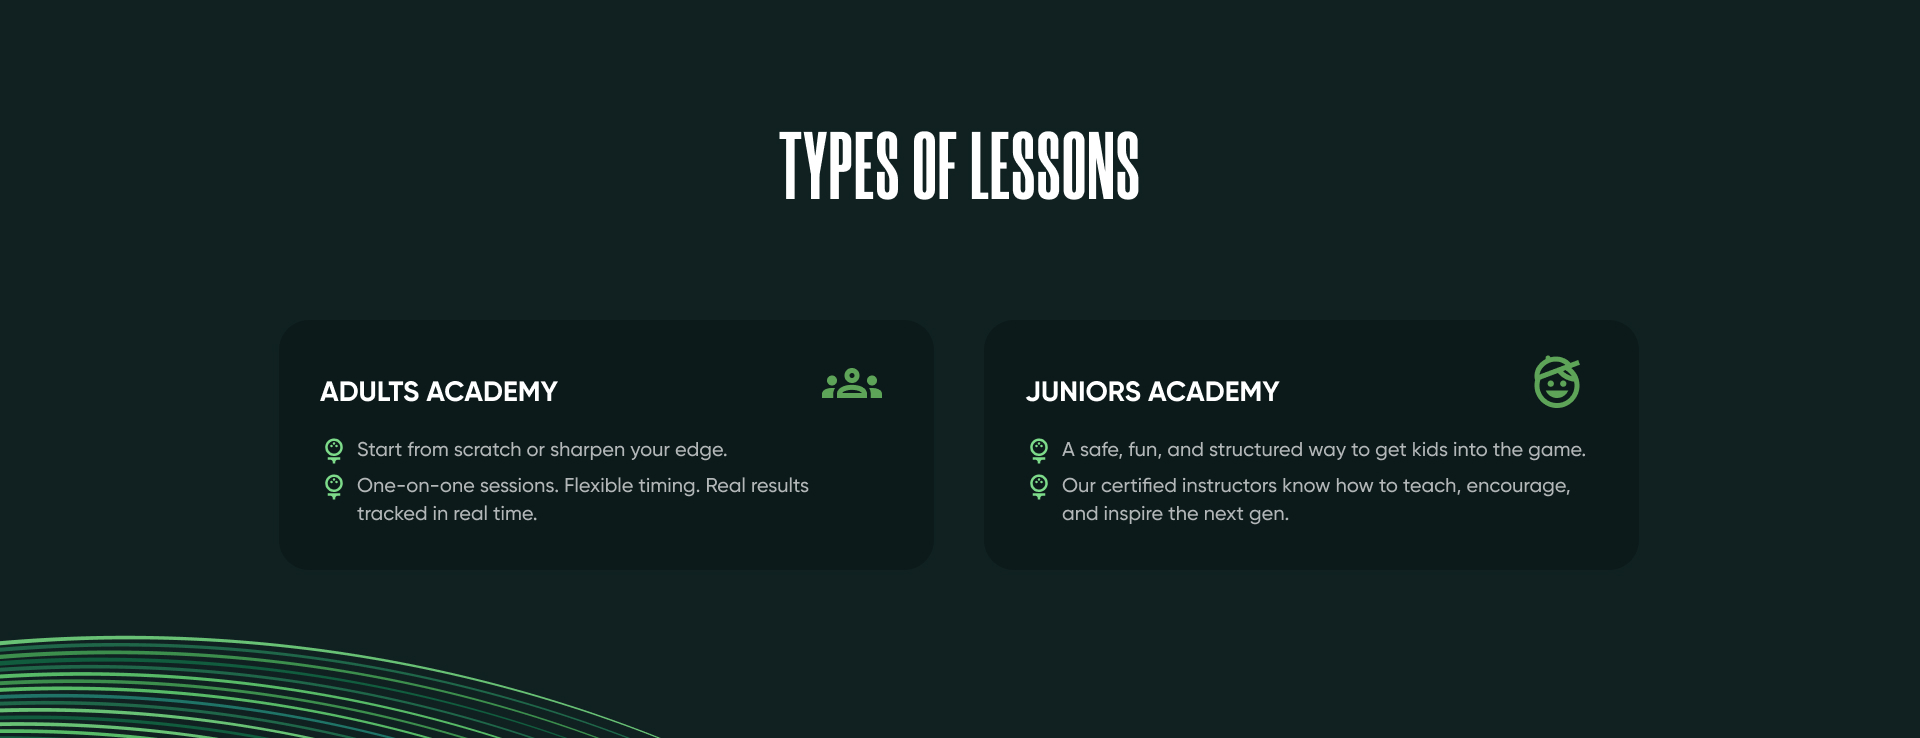 TYPES OF LESSONS
ADULTS ACADEMY
Start from scratch or sharpen your edge.
One-on-one sessions. Flexible timing. Real results
tracked in real time.
JUNIORS ACADEMY
A safe, fun, and structured way to get kids into the game.
Our certified instructors know how to teach, encourage,
and inspire the next gen.